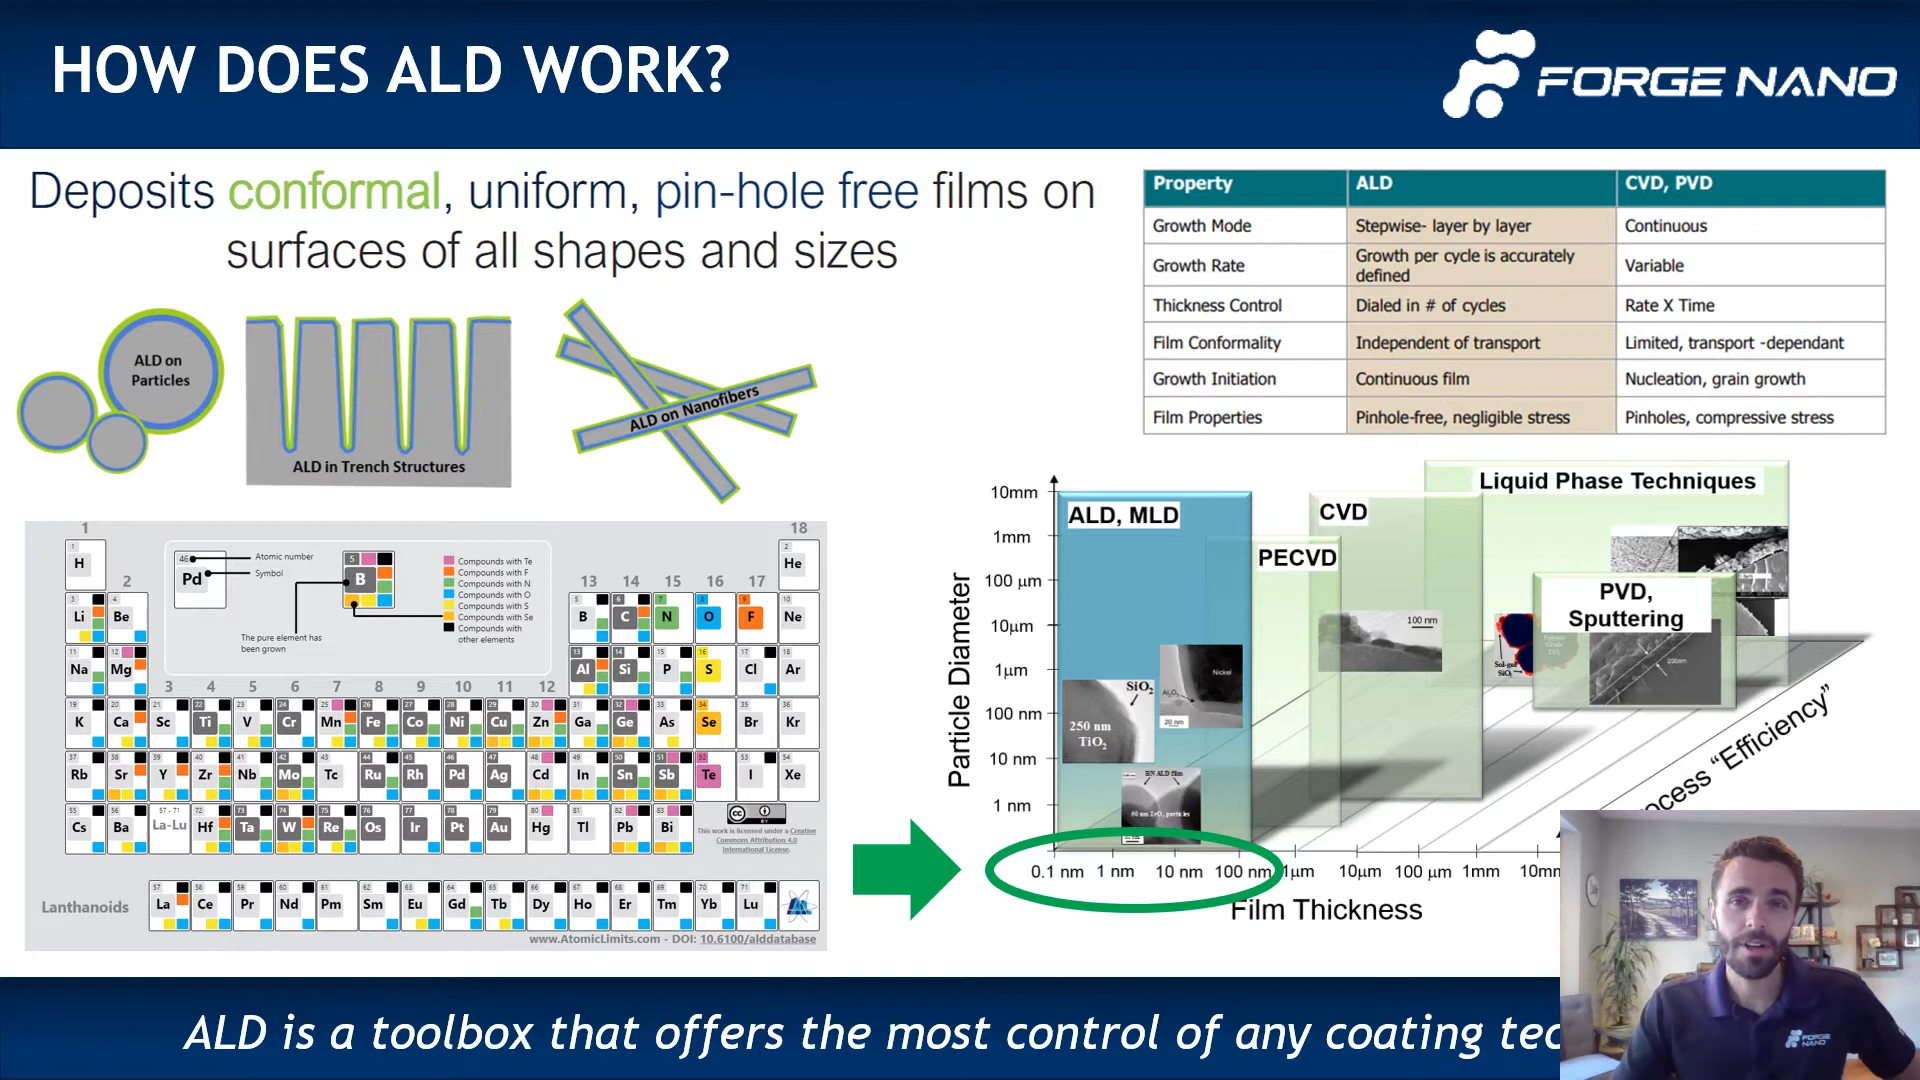 HOW DOES ALD WORK?
FORGE NANO
Deposits conformal, uniform, pin-hole free films on
surfaces of all shapes and sizes
ALD on
Particles
ALD in Trench Structures
ALD on Nanofibers
Property ALD CVD, PVD
Growth Mode Stepwise- layer by layer Continuous
Growth Rate Growth per cycle is accurately defined Variable
Thickness Control Dialed in # of cycles Rate X Time
Film Conformality Independent of transport Limited, transport -dependant
Growth Initiation Continuous film Nucleation, grain growth
Film Properties Pinhole-free, negligible stress Pinholes, compressive stress
1 18
H He
2 13 14 15 16 17
46 Atomic number
Pd Symbol
5
B
The pure element has
been grown
Compounds with Te
Compounds with F
Compounds with N
Compounds with O
Compounds with S
Compounds with Se
Compounds with
other elements
Li Be B C N O F Ne
Na Mg Al Si P S Cl Ar
3 4 5 6 7 8 9 10 11 12
K Ca Sc Ti V Cr Mn Fe Co Ni Cu Zn Ga Ge As Se Br Kr
Rb Sr Y Zr Nb Mo Tc Ru Rh Pd Ag Cd In Sn Sb Te I Xe
Cs Ba 57 - 71 La-Lu Hf Ta W Re Os Ir Pt Au Hg Tl Pb Bi
cc BY
This work is licensed under a Creative
Commons Attribution 4.0
International License.
Lanthanoids La Ce Pr Nd Pm Sm Eu Gd Tb Dy Ho Er Tm Yb Lu
www.AtomicLimits.com - DOI: 10.6100/alddatabase
Particle Diameter
10mm
1mm
100 µm
10µm
1µm
100 nm
10 nm
1 nm
ALD, MLD
PECVD
CVD
Liquid Phase Techniques
PVD,
Sputtering
SiO2
250 nm
TiO2
Nickel
Al2O3
20 nm
BN ALD film
50 nm ZrO2 particles
100 nm
Sol-gel
SiO2
200nm
0.1 nm 1 nm 10 nm 100 nm 1µm 10µm 100 µm 1mm 10mm
Film Thickness
ocess "Efficiency"
ALD is a toolbox that offers the most control of any coating tec
FORGE
NANO